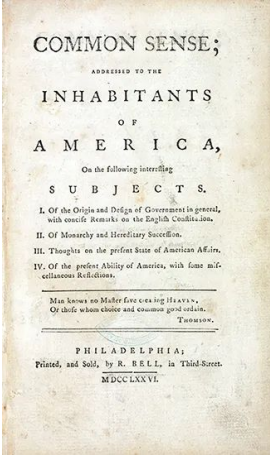 COMMON SENSE;
ADDRESSED TO THE
INHABITANTS
OF
AMERICA,
On the following interesting
SUBJECTS.
I. Of the Origin and Design of Government in general,
with concise Remarks on the English Constitution.
II. Of Monarchy and Hereditary Succession.
III. Thoughts on the present State of American Affairs.
IV. Of the present Ability of America, with some mis-
cellaneous Reflections.
Man knows no Master save creating HEAVEN,
Or those whom choice and common good ordain.
THOMSON.
PHILADELPHIA;
Printed, and Sold, by R. BELL, in Third-Street.
MDCCLXXVI.